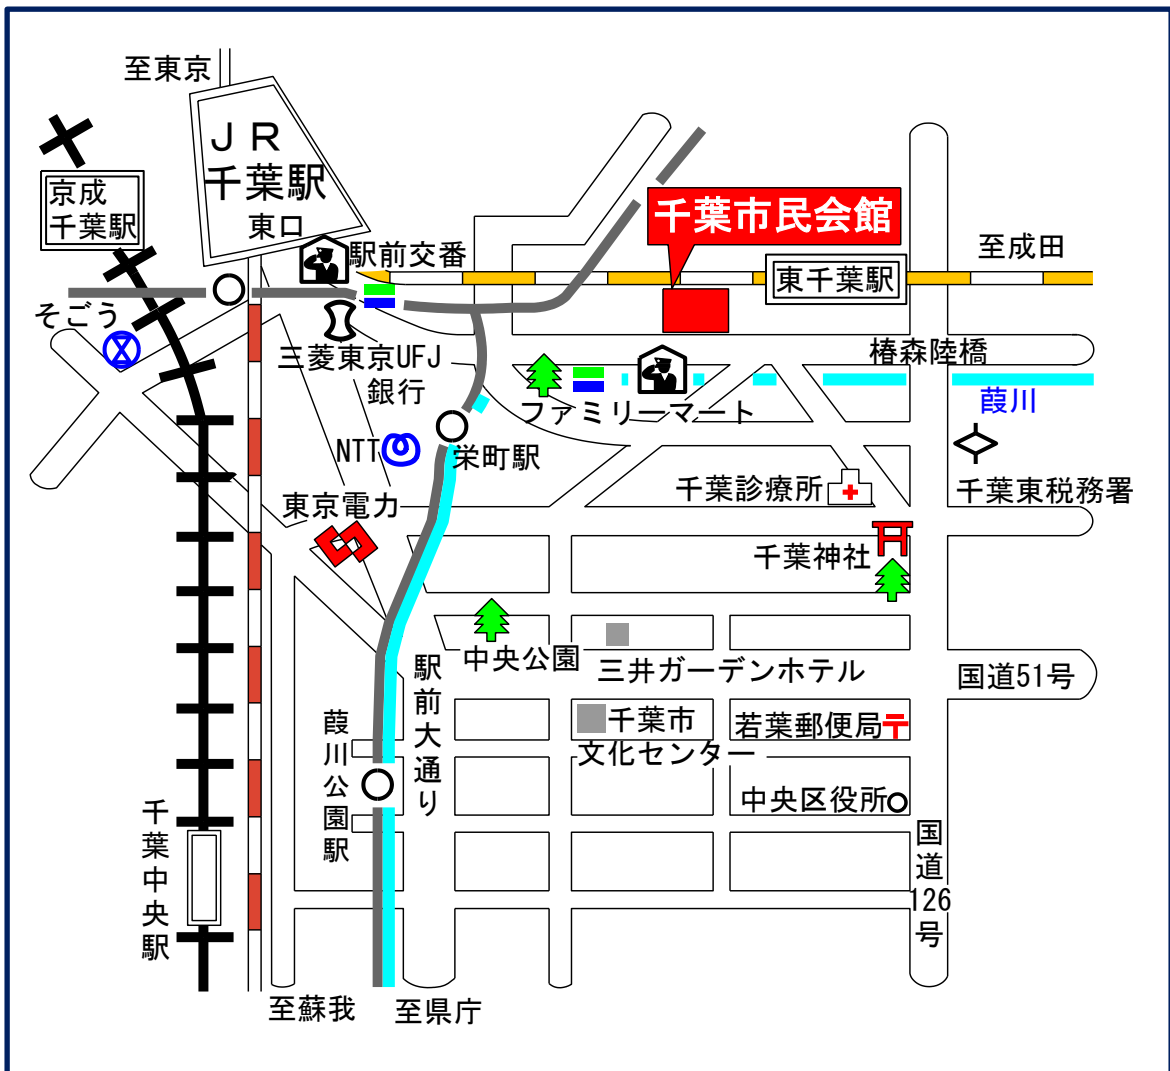 至東京
ＪＲ
千葉駅
東口
京成
千葉駅
駅前交番
千葉市民会館
至成田
東千葉駅
そごう
三菱東京UFJ
銀行
椿森陸橋
ファミリーマート
葭川
NTT
栄町駅
千葉診療所
千葉東税務署
東京電力
千葉神社
中央公園
三井ガーデンホテル
国道51号
駅前大通り
葭川公園駅
千葉市
文化センター
若葉郵便局
中央区役所
千葉中央駅
国道
126
号
至蘇我
至県庁